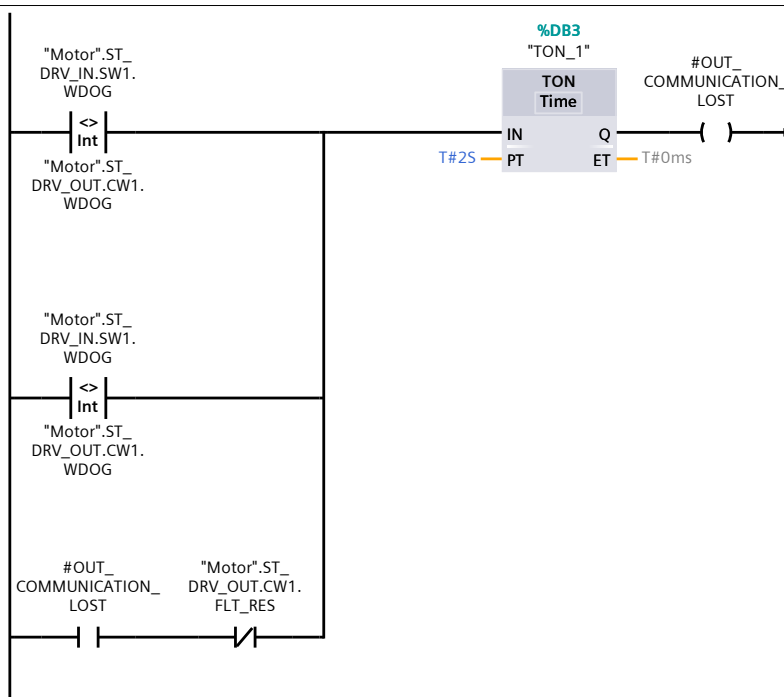 %DB3
"TON_1"
"Motor".ST_
DRV_IN.SW1.
WDOG
TON
Time
#OUT_
COMMUNICATION_
LOST
<>
Int
IN
Q
T#2S
PT
ET
T#0ms
"Motor".ST_
DRV_OUT.CW1.
WDOG
"Motor".ST_
DRV_IN.SW1.
WDOG
<>
Int
"Motor".ST_
DRV_OUT.CW1.
WDOG
#OUT_
COMMUNICATION_
LOST
"Motor".ST_
DRV_OUT.CW1.
FLT_RES